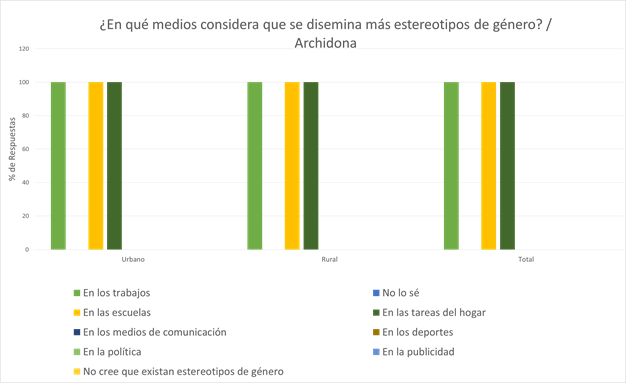 ¿En qué medios considera que se disemina más estereotipos de género? /
Archidona
120
100
80
60
40
20
0
% de Respuestas
Urbano
Rural
Total
En los trabajos
No lo sé
En las escuelas
En las tareas del hogar
En los medios de comunicación
En los deportes
En la política
En la publicidad
No cree que existan estereotipos de género